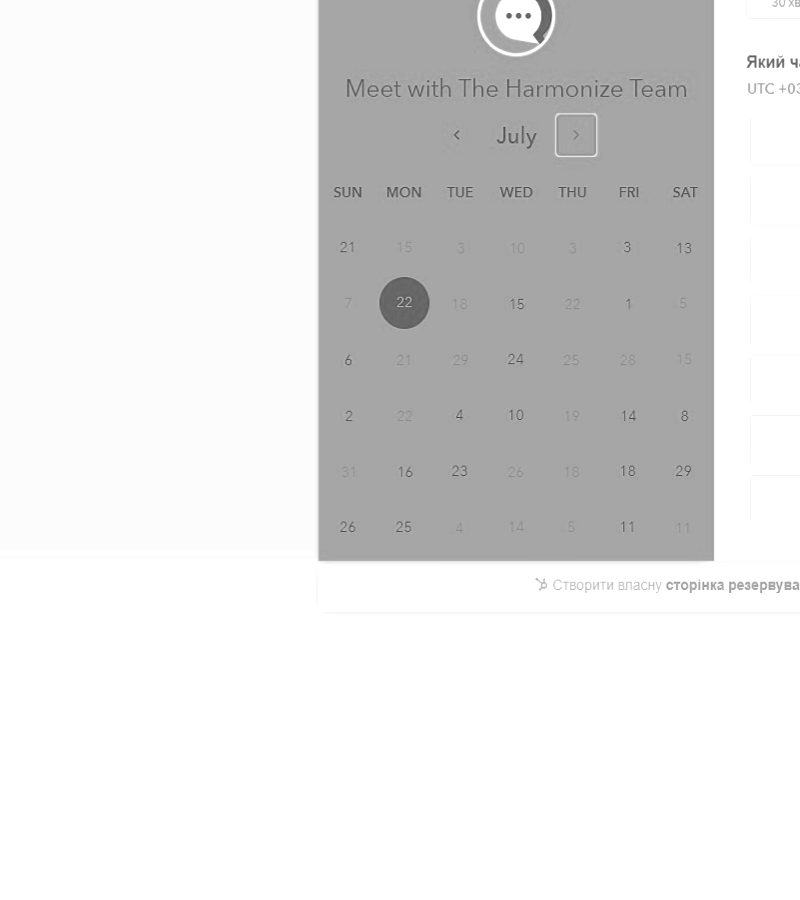 30 хв
Meet with The Harmonize Team
Який ч
UTC +03
July
SUN MON TUE WED THU FRI SAT
21 15 3 10 3 3 13
7 22 18 15 22 1 5
6 21 29 24 25 28 15
2 22 4 10 19 14 8
31 16 23 26 18 18 29
26 25 4 14 5 11 11
Створити власну сторінка резервува